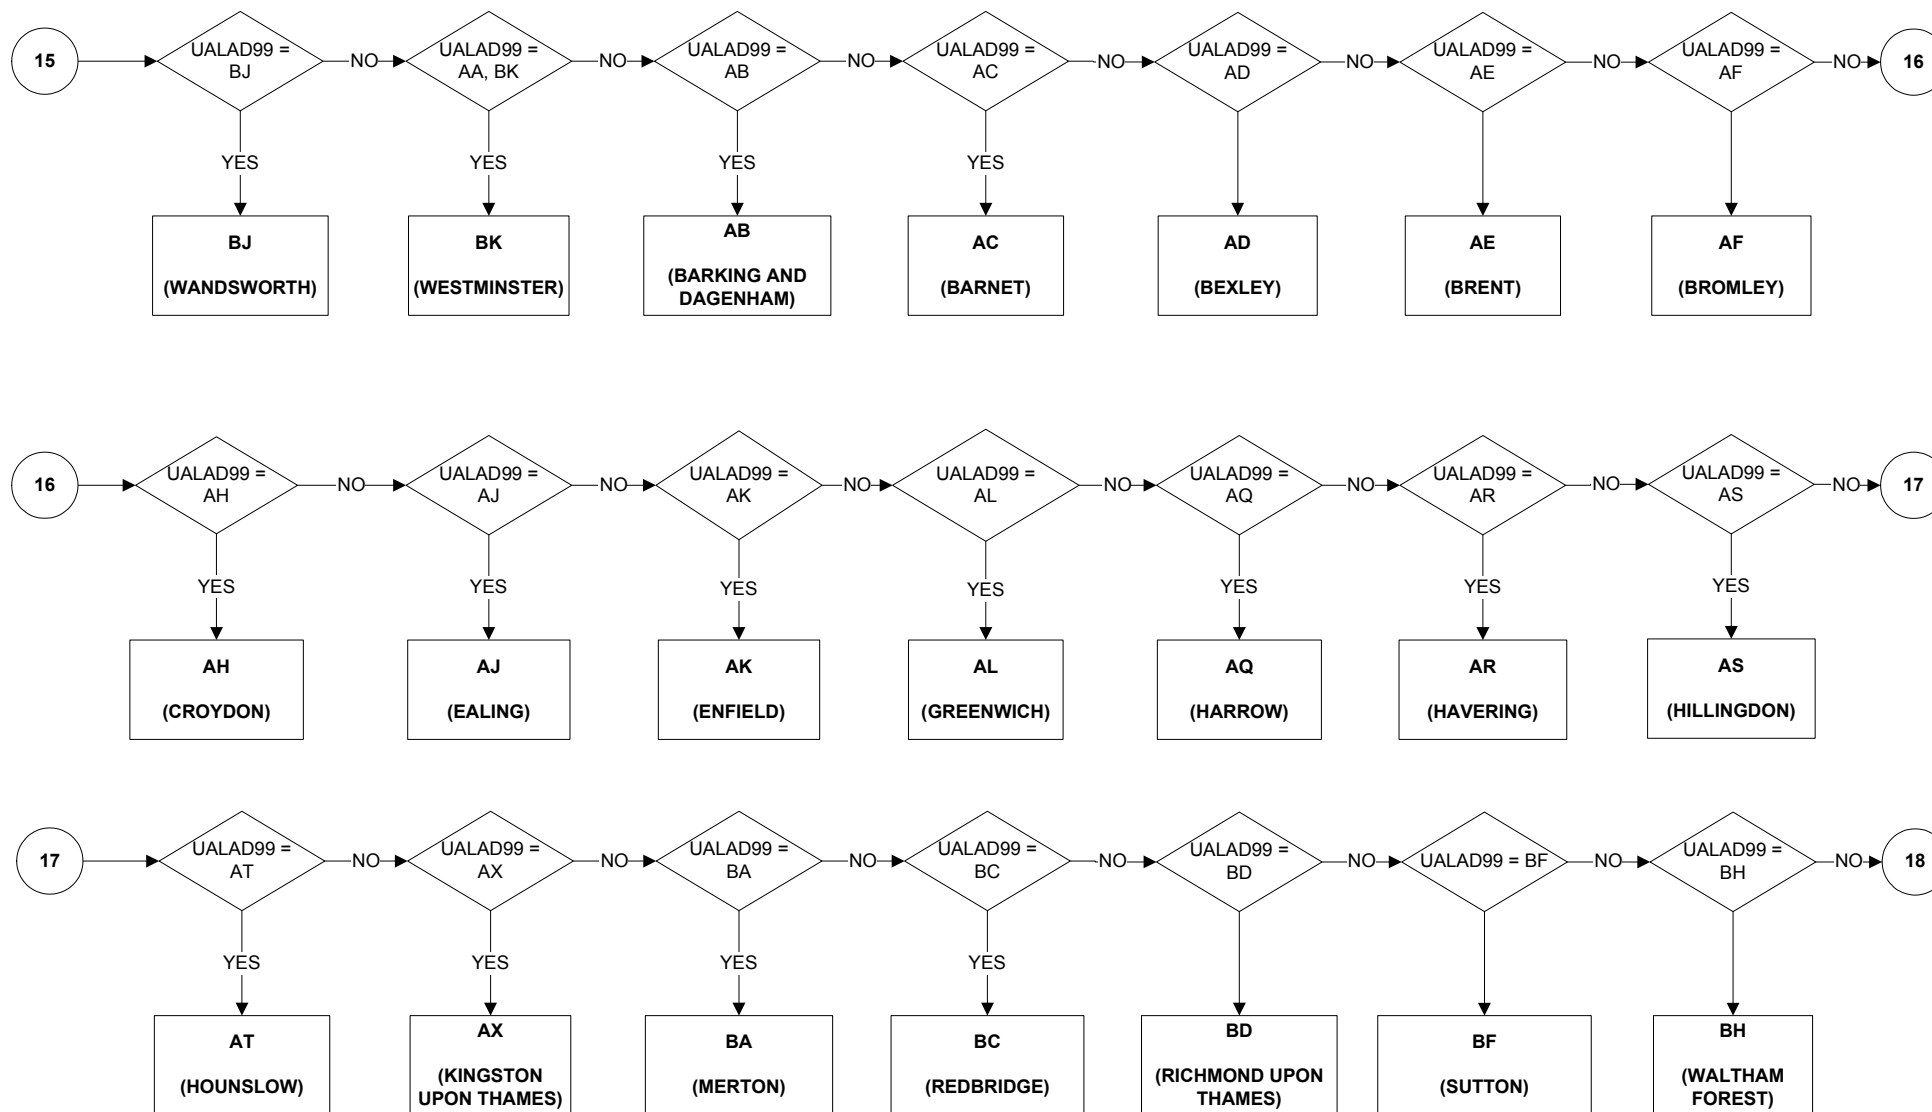 15
UALAD99 =
BJ
NO
UALAD99 =
AA, BK
NO
UALAD99 =
AB
NO
UALAD99 =
AC
NO
UALAD99 =
AD
NO
UALAD99 =
AE
NO
UALAD99 =
AF
NO
16
YES
YES
YES
YES
BJ
(WANDSWORTH)
BK
(WESTMINSTER)
AB
(BARKING AND
DAGENHAM)
AC
(BARNET)
AD
(BEXLEY)
AE
(BRENT)
AF
(BROMLEY)
16
UALAD99 =
AH
NO
UALAD99 =
AJ
NO
UALAD99 =
AK
NO
UALAD99 =
AL
NO
UALAD99 =
AQ
NO
UALAD99 =
AR
NO
UALAD99 =
AS
NO
17
YES
YES
YES
YES
YES
YES
YES
AH
(CROYDON)
AJ
(EALING)
AK
(ENFIELD)
AL
(GREENWICH)
AQ
(HARROW)
AR
(HAVERING)
AS
(HILLINGDON)
17
UALAD99 =
AT
NO
UALAD99 =
AX
NO
UALAD99 =
BA
NO
UALAD99 =
BC
NO
UALAD99 =
BD
NO
UALAD99 = BF
NO
UALAD99 =
BH
NO
18
YES
YES
YES
YES
AT
(HOUNSLOW)
AX
(KINGSTON
UPON THAMES)
BA
(MERTON)
BC
(REDBRIDGE)
BD
(RICHMOND UPON
THAMES)
BF
(SUTTON)
BH
(WALTHAM
FOREST)